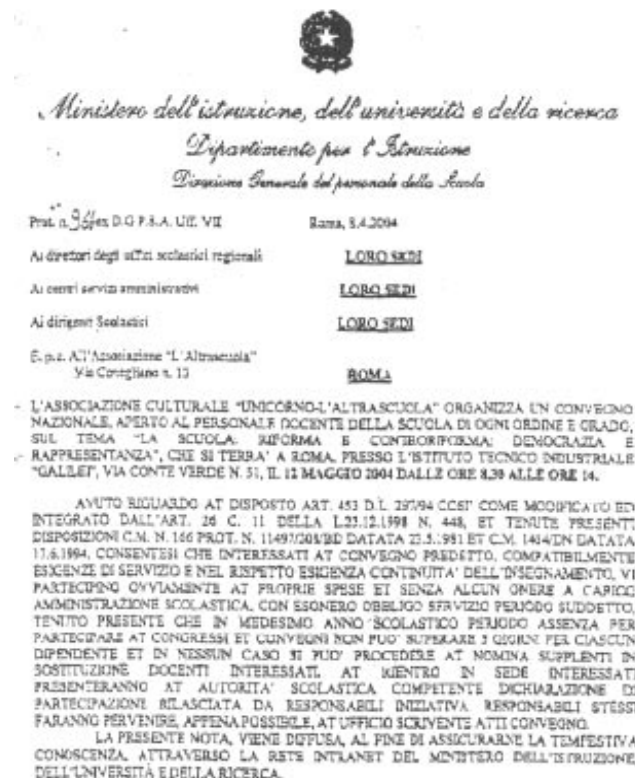 Ministero dell'istruzione, dell'università e della ricerca
Dipartimento per l'Istruzione
Direzione Generale del personale della Scuola
Prot. n. ex D.G P.S.A. Uff. VII Roma, 8.4.2004
Ai direttori degli uffici scolastici regionali LORO SEDI
Ai centri servizi amministrativi LORO SEDI
Ai dirigenti Scolastici LORO SEDI
E. p.c. All'Associazione "L'Altrascuola"
Via n. 13 ROMA
L'ASSOCIAZIONE CULTURALE "UNICORNO-L'ALTRASCUOLA" ORGANIZZA UN CONVEGNO
NAZIONALE, APERTO AL PERSONALE DOCENTE DELLA SCUOLA DI OGNI ORDINE E GRADO,
SUL TEMA "LA SCUOLA: RIFORMA E CONTRORIFORMA: DEMOCRAZIA E
RAPPRESENTANZA", CHE SI TERRA' A ROMA, PRESSO L'ISTITUTO TECNICO INDUSTRIALE
"GALILEI", VIA CONTE VERDE N. 51, IL 12 MAGGIO 2004 DALLE ORE 8,30 ALLE ORE 14.
AVUTO RIGUARDO AT DISPOSTO ART. 453 D.L. 297/94 COSI' COME MODIFICATO ED
INTEGRATO DALL'ART. 26 C. 11 DELLA L.23.12.1998 N. 448, ET TENUTE PRESENTI
DISPOSIZIONI C.M. N. 166 PROT. N. DATATA 23.5.1981 ET C.M. DATATA
17.6.1994, CONSENTESI CHE INTERESSATI AT CONVEGNO PREDETTO, COMPATIBILMENTE
ESIGENZE DI SERVIZIO E NEL RISPETTO ESIGENZA CONTINUITA' DELL'INSEGNAMENTO, VI
PARTECIPINO OVVIAMENTE AT PROPRIE SPESE ET SENZA ALCUN ONERE A CARICO
AMMINISTRAZIONE SCOLASTICA, CON ESONERO OBBLIGO SERVIZIO PERIODO SUDDETTO,
TENUTO PRESENTE CHE IN MEDESIMO ANNO SCOLASTICO PERIODO ASSENZA PER
PARTECIPARE AT CONGRESSI ET CONVEGNI NON PUO' SUPERARE 5 GIORNI PER CIASCUN
DIPENDENTE ET IN NESSUN CASO SI PUO' PROCEDERE AT NOMINA SUPPLENTI IN
SOSTITUZIONE DOCENTI INTERESSATI. AT RIENTRO IN SEDE INTERESSATI
PRESENTERANNO AT AUTORITA' SCOLASTICA COMPETENTE DICHIARAZIONE DI
PARTECIPAZIONE RILASCIATA DA RESPONSABILI INIZIATIVA. RESPONSABILI STESSI
FARANNO PERVENIRE, APPENA POSSIBILE, AT UFFICIO SCRIVENTE ATTI CONVEGNO.
LA PRESENTE NOTA, VIENE DIFFUSA, AL FINE DI ASSICURARNE LA TEMPESTIVA
CONOSCENZA, ATTRAVERSO LA RETE INTRANET DEL MINISTERO DELL'ISTRUZIONE
DELL'UNIVERSITÀ E DELLA RICERCA.